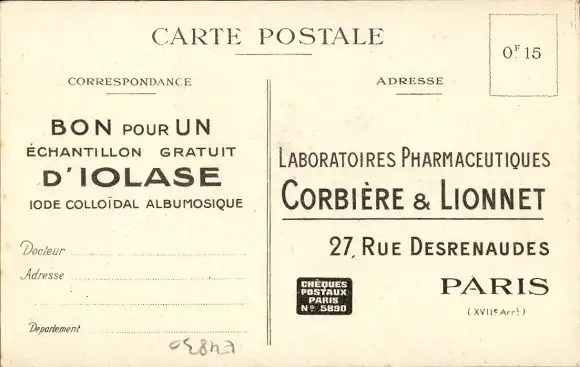 CARTE POSTALE
0F 15
CORRESPONDANCE
BON POUR UN
ÉCHANTILLON GRATUIT
D'IOLASE
IODE COLLOÏDAL ALBUMOSIQUE
Docteur
Adresse
Département
ADRESSE
LABORATOIRES PHARMACEUTIQUES
CORBIÈRE & LIONNET
27, RUE DESRENAUDES
CHÈQUES
POSTAUX
PARIS
No 5890
PARIS
(XVIIe Arrt)